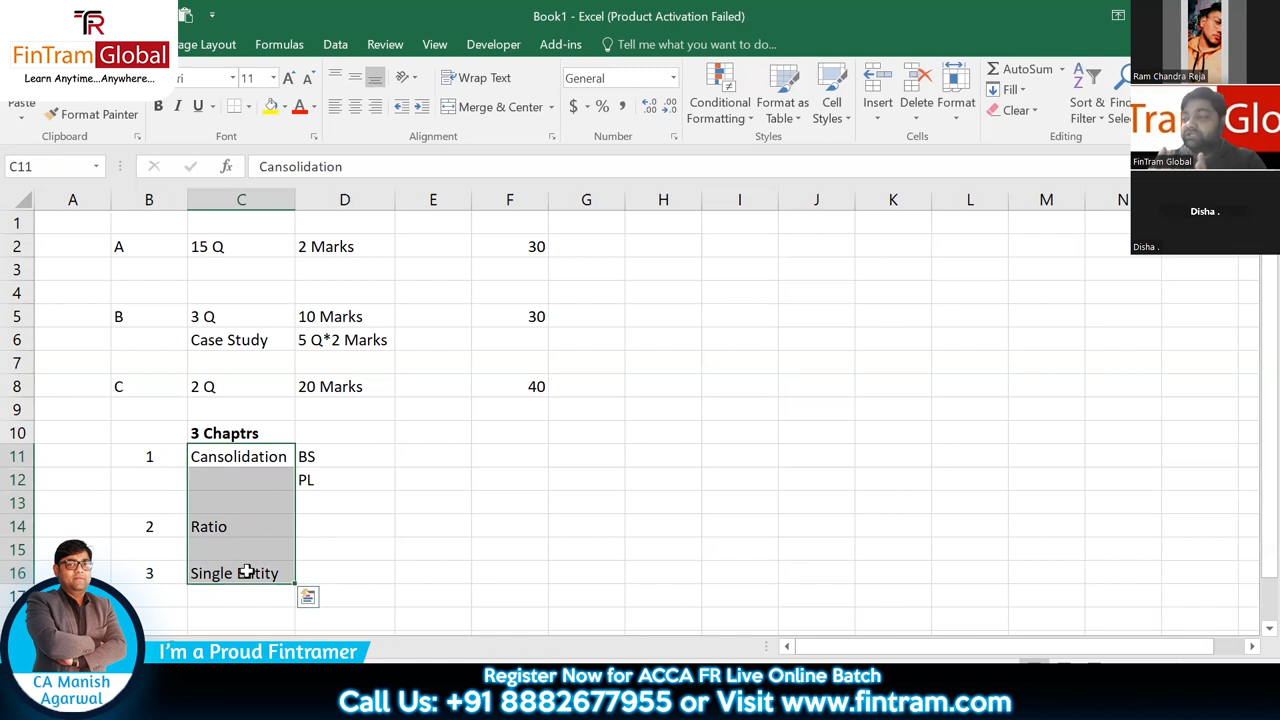 TR
FinTram Global
Learn Anytime...Anywhere...
Book1 - Excel (Product Activation Failed)
age Layout Formulas Data Review View Developer Add-ins Tell me what you want to do...
11 A A Wrap Text General AutoSum
Paste Format Painter B I U Merge & Center $ % , Conditional Formatting Format as Table Cell Styles Insert Delete Format Fill Clear Sort & Filter
Clipboard Font Alignment Number Styles Cells Editing
C11 fx Cansolidation
A B C D E F G H I J K L M N
1
2 A 15 Q 2 Marks 30
3
4
5 B 3 Q 10 Marks 30
6 Case Study 5 Q*2 Marks
7
8 C 2 Q 20 Marks 40
9
10 3 Chaptrs
11 1 Cansolidation BS
12 PL
13
14 2 Ratio
15
16 3 Single Entity
17
Ram Chandra Reja
Tra Glo
FinTram Global
Disha .
Disha .
I'm a Proud Fintramer
CA Manish
Agarwal
Register Now for ACCA FR Live Online Batch
Call Us: +91 8882677955 or Visit www.fintram.com